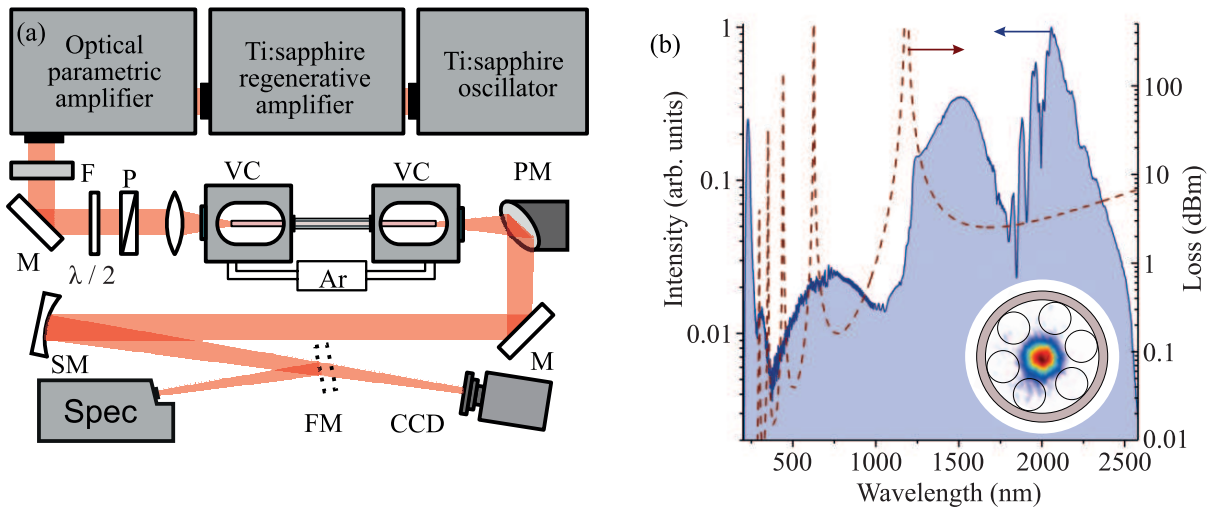 (a)
Optical
parametric
amplifier
Ti:sapphire
regenerative
amplifier
Ti:sapphire
oscillator
F
P
VC
VC
PM
M
λ / 2
Ar
SM
M
Spec
FM
CCD
(b)
Intensity (arb. units)
1
0.1
0.01
100
10
1
0.1
0.01
Loss (dBm)
500
1000
1500
2000
2500
Wavelength (nm)